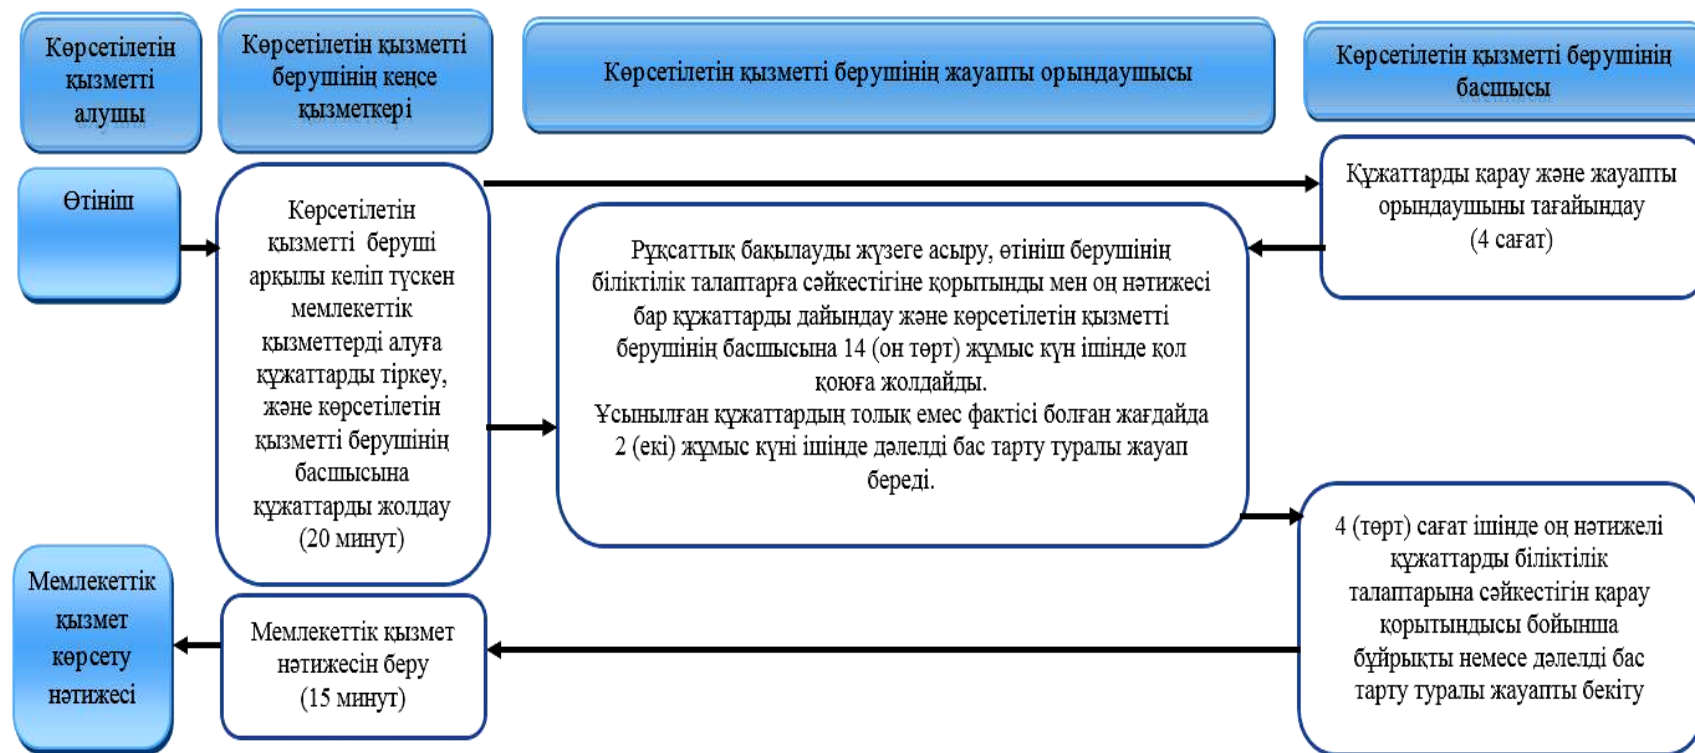 Көрсетілетін
қызметті
алушы
Көрсетілетін қызметті
берушінің кеңсе
қызметкері
Көрсетілетін қызметті берушінің жауапты орындаушысы
Көрсетілетін қызметті берушінің
басшысы
Өтініш
Көрсетілетін
қызметті беруші
арқылы келіп түскен
мемлекеттік
қызметтерді алуға
құжаттарды тіркеу,
және көрсетілетін
қызметті берушінің
басшысына
құжаттарды жолдау
(20 минут)
Құжаттарды қарау және жауапты
орындаушыны тағайындау
(4 сағат)
Рұқсаттық бақылауды жүзеге асыру, өтініш берушінің
біліктілік талаптарға сәйкестігіне қорытынды мен оң нәтижесі
бар құжаттарды дайындау және көрсетілетін қызметті
берушінің басшысына 14 (он төрт) жұмыс күн ішінде қол
қоюға жолдайды.
Ұсынылған құжаттардың толық емес фактісі болған жағдайда
2 (екі) жұмыс күні ішінде дәлелді бас тарту туралы жауап
береді.
4 (төрт) сағат ішінде оң нәтижелі
құжаттарды біліктілік
талаптарына сәйкестігін қарау
қорытындысы бойынша
бұйрықты немесе дәлелді бас
тарту туралы жауапты бекіту
Мемлекеттік қызмет
нәтижесін беру
(15 минут)
Мемлекеттік
қызмет
көрсету
нәтижесі